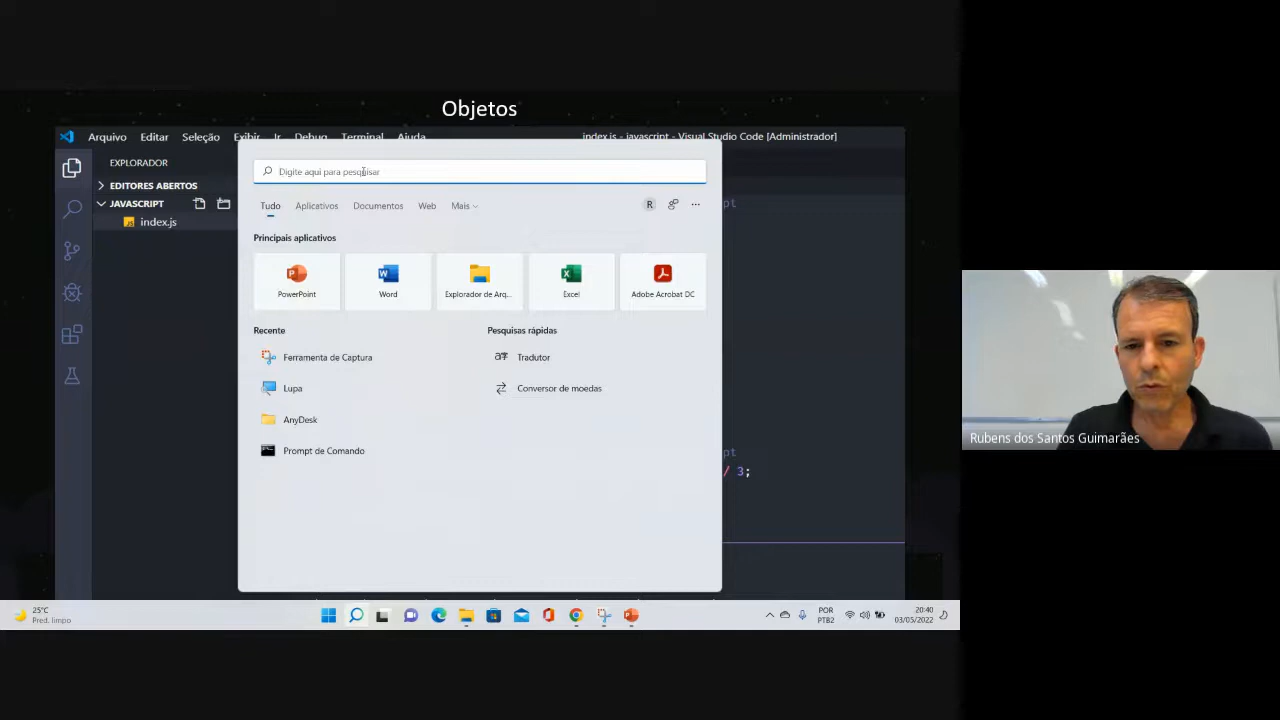 Objetos
Arquivo Editar Seleção Exibir Ir Debug Terminal Ajuda
index.js - javascript - Visual Studio Code [Administrador]
EXPLORADOR
EDITORES ABERTOS
JAVASCRIPT
index.js
Digite aqui para pesquisar
Tudo Aplicativos Documentos Web Mais
R
Principais aplicativos
PowerPoint
Word
Explorador de Arq...
Excel
Adobe Acrobat DC
Recente
Ferramenta de Captura
Lupa
AnyDesk
Prompt de Comando
Pesquisas rápidas
Tradutor
Conversor de moedas
pt
pt
/ 3;
Rubens dos Santos Guimarães
25°C
Pred. limpo
POR
PTB2
20:40
03/05/2022